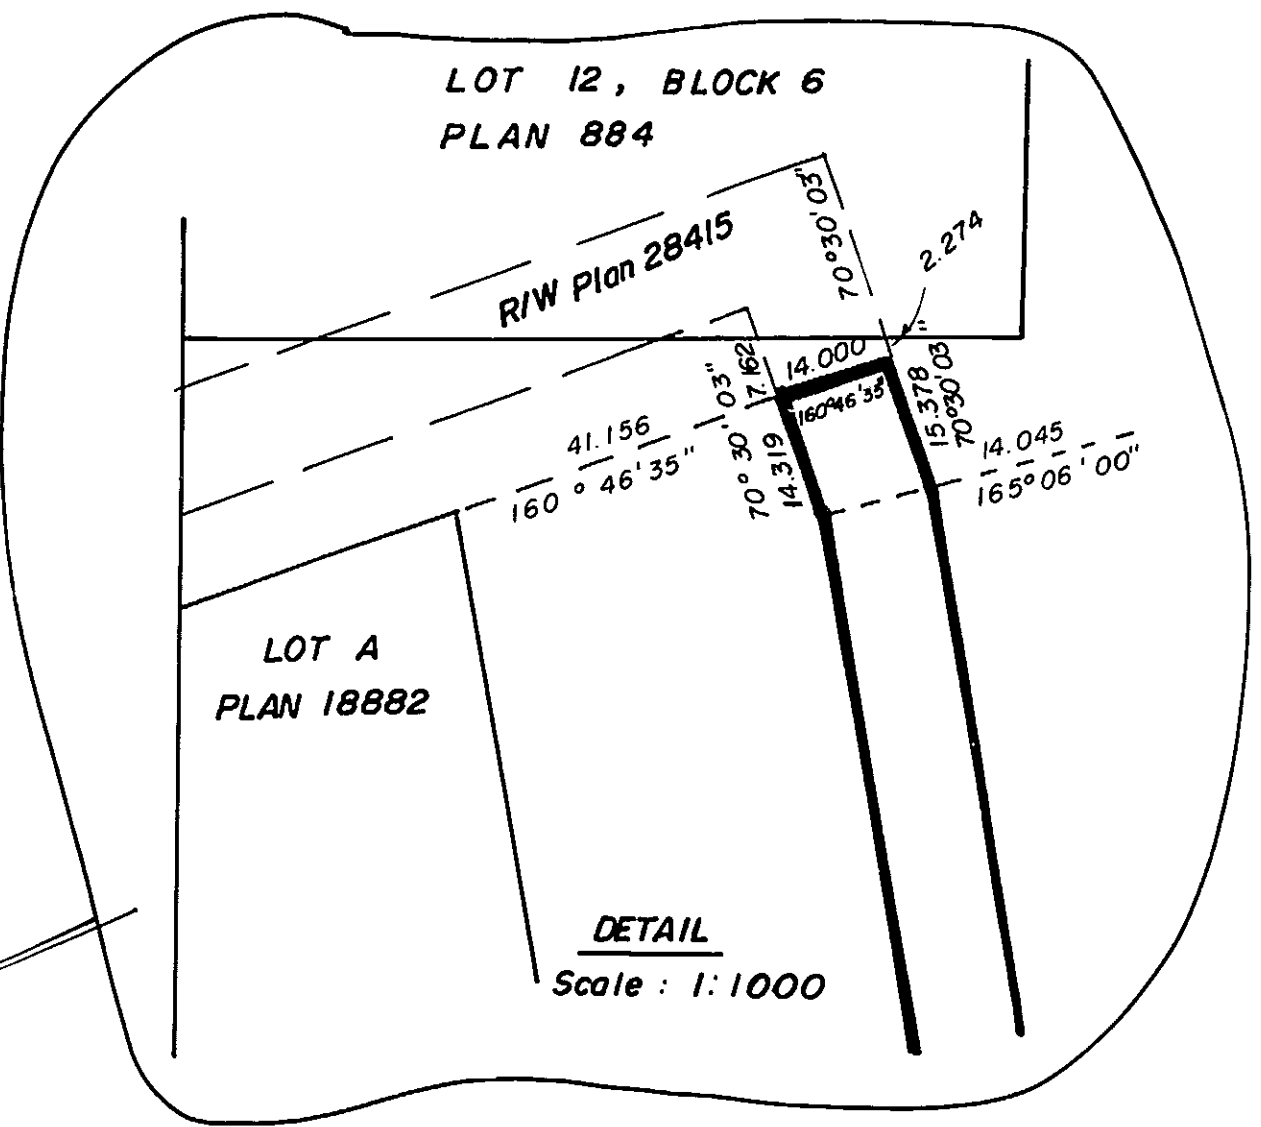 LOT 12, BLOCK 6
PLAN 884
70°30'03"
2.274
R/W Plan 28415
7.162
14.000
160°46'35"
15.378
70°30'03"
41.156
160°46'35"
70°30'03"
14.319
14.045
165°06'00"
LOT A
PLAN 18882
DETAIL
Scale : 1:1000